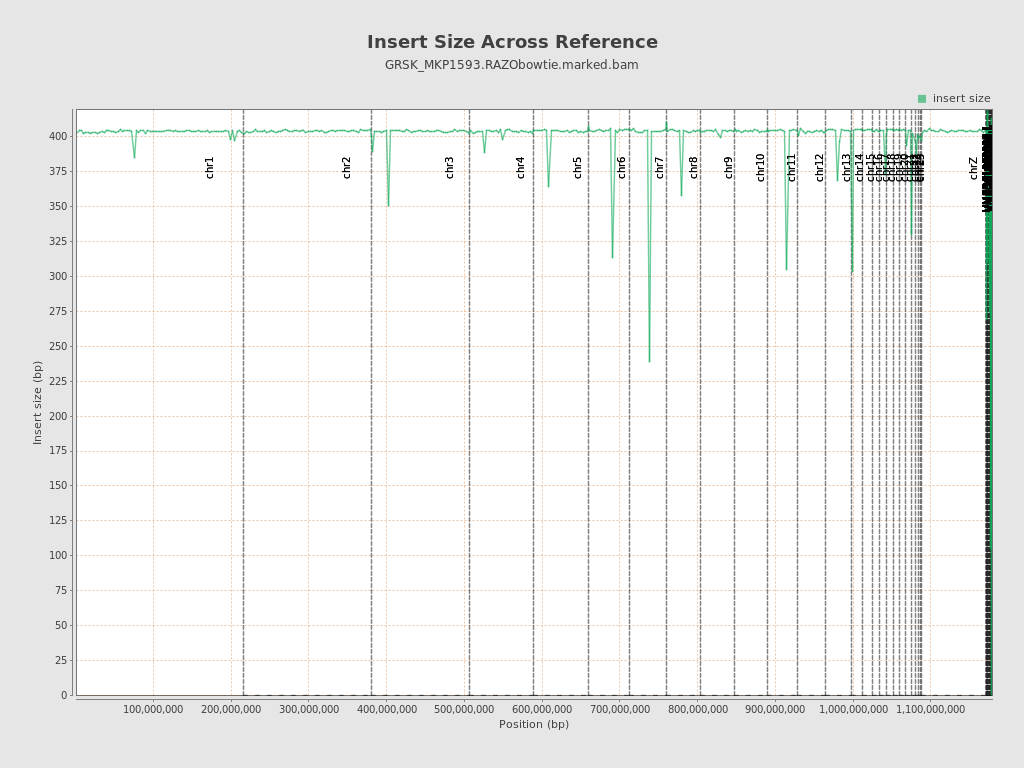 Insert Size Across Reference
GRSK_MKP1593.RAZObowtie.marked.bam
insert size
400
375
350
325
300
275
250
225
200
175
150
125
100
75
50
25
0
Insert size (bp)
chr1
chr2
chr3
chr4
chr5
chr6
chr7
chr8
chr9
chr10
chr11
chr12
chr13
chr14
chr15
chr16
chrZ
100,000,000
200,000,000
300,000,000
400,000,000
500,000,000
600,000,000
700,000,000
800,000,000
900,000,000
1,000,000,000
1,100,000,000
Position (bp)